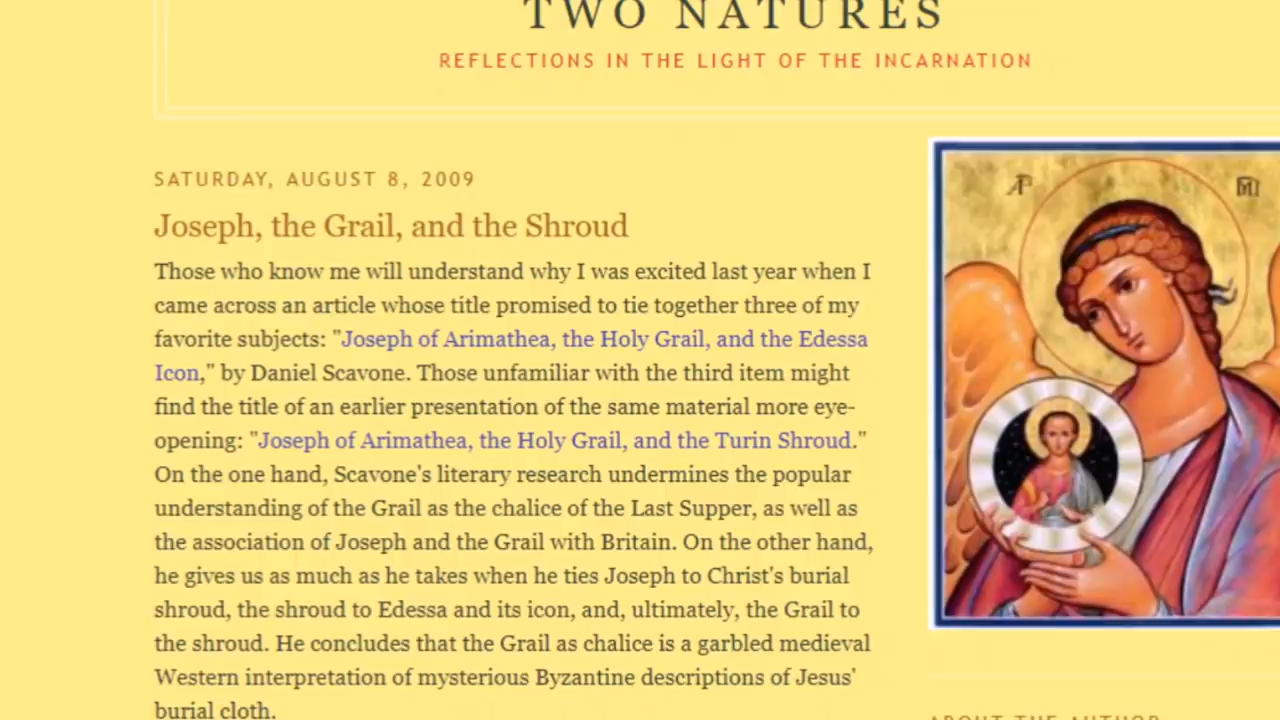 TWO NATURES
REFLECTIONS IN THE LIGHT OF THE INCARNATION
SATURDAY, AUGUST 8, 2009
Joseph, the Grail, and the Shroud
Those who know me will understand why I was excited last year when I
came across an article whose title promised to tie together three of my
favorite subjects: "Joseph of Arimathea, the Holy Grail, and the Edessa
Icon," by Daniel Scavone. Those unfamiliar with the third item might
find the title of an earlier presentation of the same material more eye-
opening: "Joseph of Arimathea, the Holy Grail, and the Turin Shroud."
On the one hand, Scavone's literary research undermines the popular
understanding of the Grail as the chalice of the Last Supper, as well as
the association of Joseph and the Grail with Britain. On the other hand,
he gives us as much as he takes when he ties Joseph to Christ's burial
shroud, the shroud to Edessa and its icon, and, ultimately, the Grail to
the shroud. He concludes that the Grail as chalice is a garbled medieval
Western interpretation of mysterious Byzantine descriptions of Jesus'
burial cloth.
ABOUT THE AUTHOR